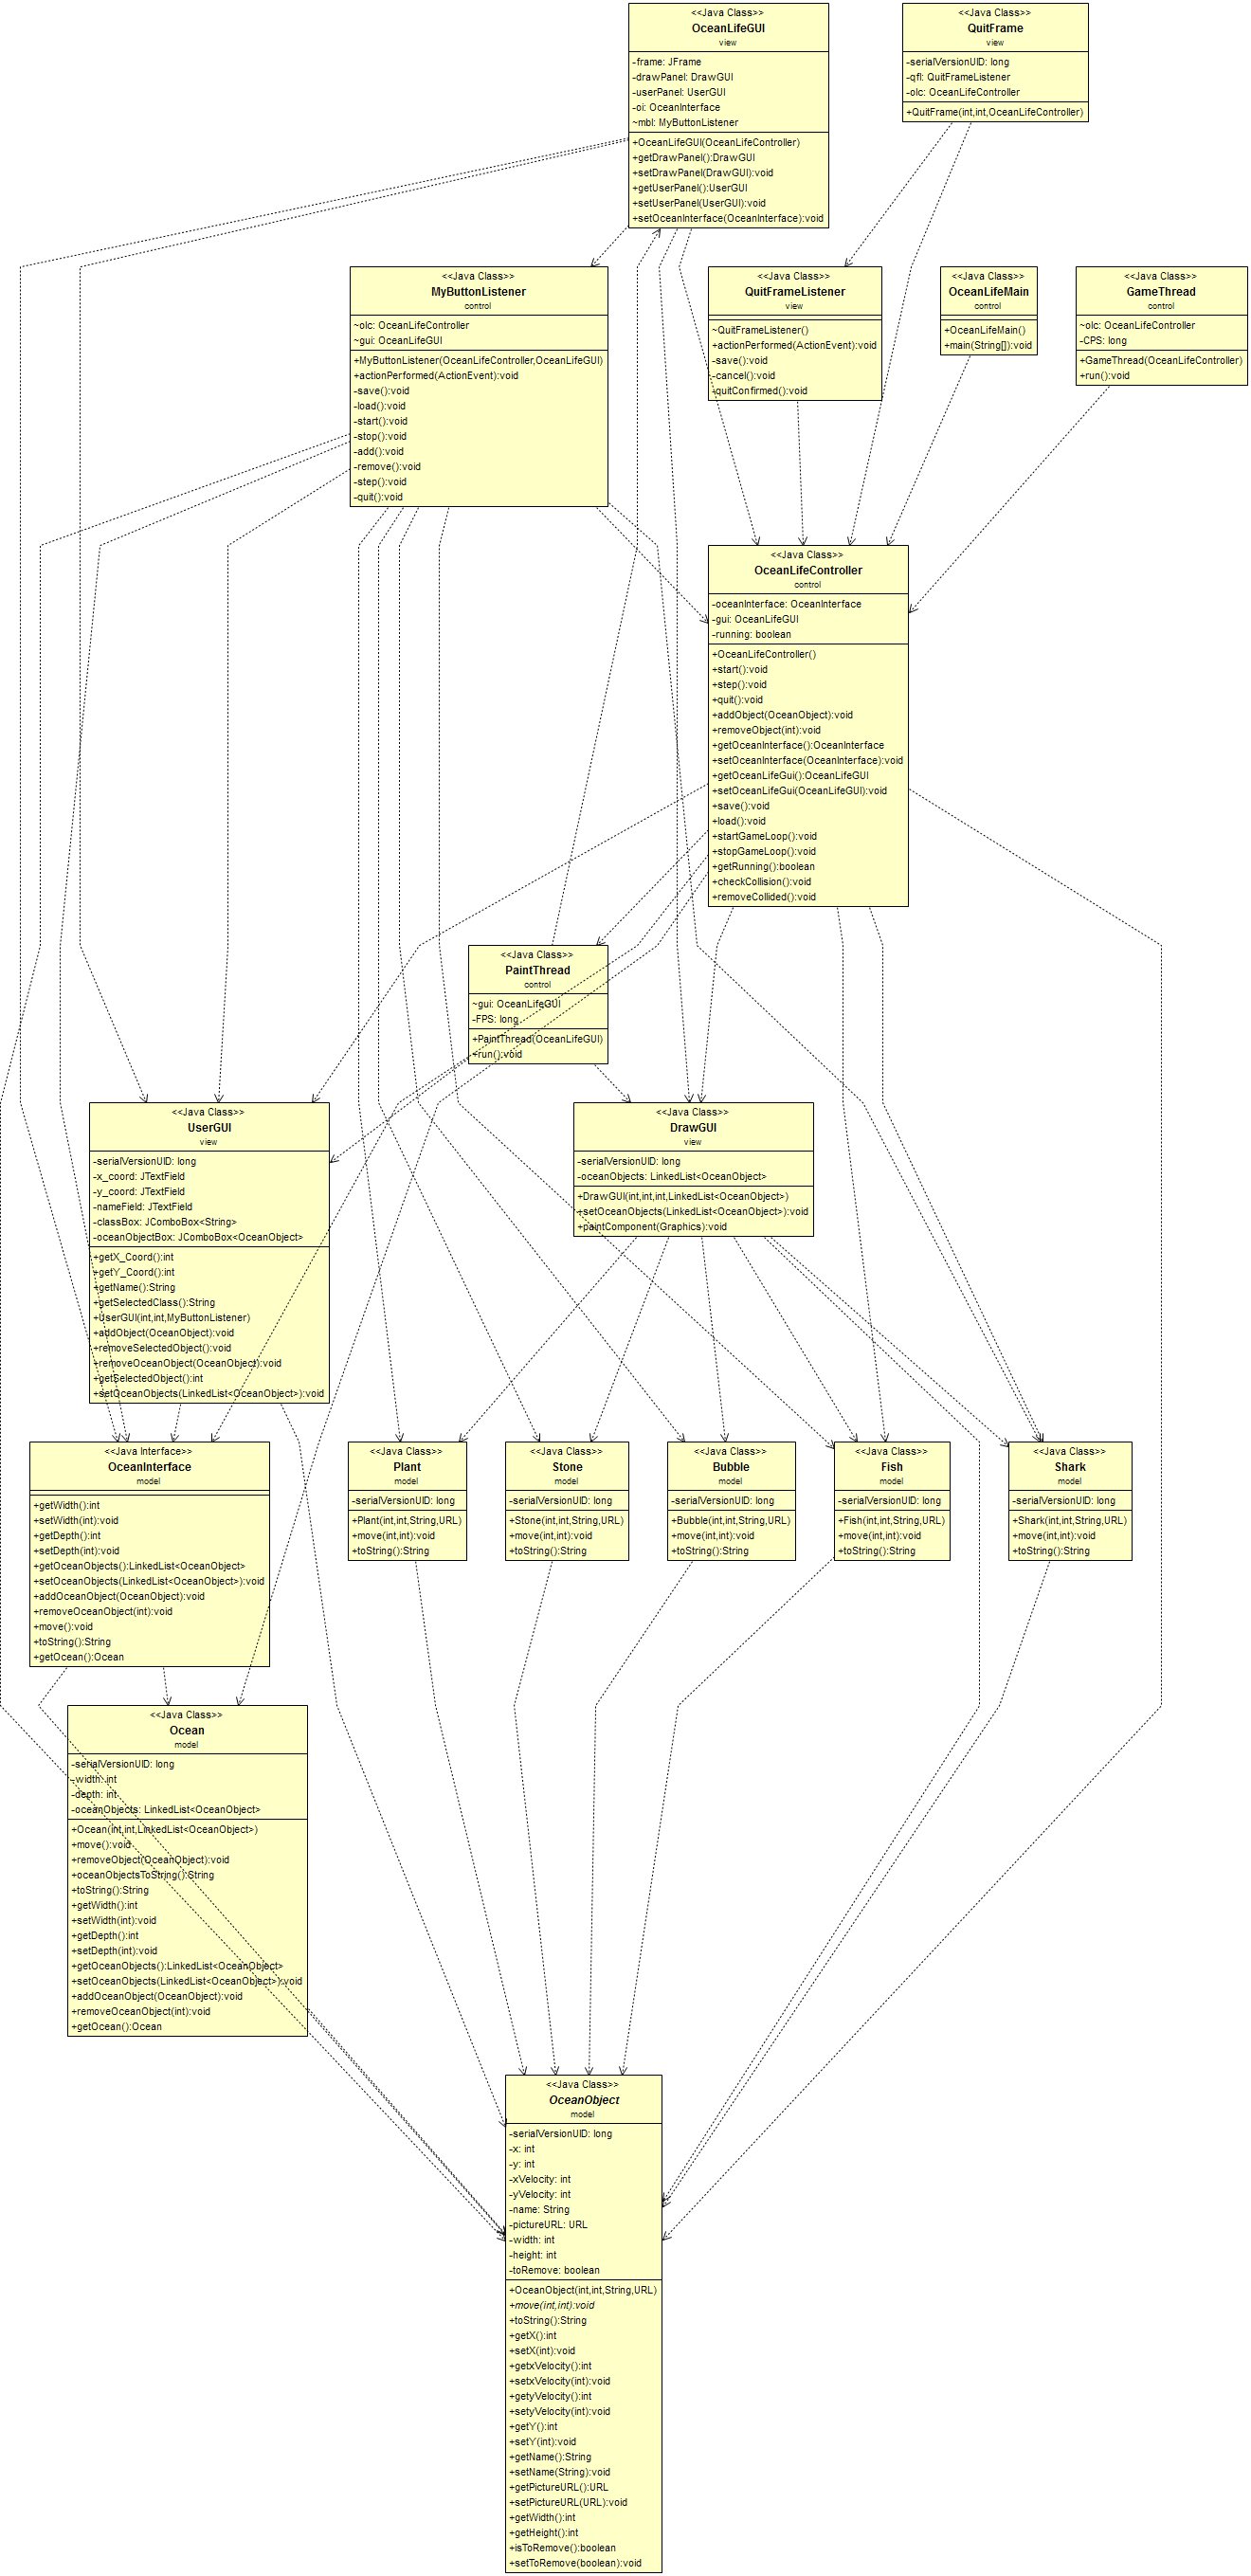 <<Java Class>>
OceanLifeGUI
view
-frame: JFrame
-drawPanel: DrawGUI
-userPanel: UserGUI
-oi: OceanInterface
~mbl: MyButtonListener
+OceanLifeGUI(OceanLifeController)
+getDrawPanel():DrawGUI
+setDrawPanel(DrawGUI):void
+getUserPanel():UserGUI
+setUserPanel(UserGUI):void
+setOceanInterface(OceanInterface):void
<<Java Class>>
QuitFrame
view
-serialVersionUID: long
-qfl: QuitFrameListener
-olc: OceanLifeController
+QuitFrame(int,int,OceanLifeController)
<<Java Class>>
MyButtonListener
control
~olc: OceanLifeController
~gui: OceanLifeGUI
+MyButtonListener(OceanLifeController,OceanLifeGUI)
+actionPerformed(ActionEvent):void
-save():void
-load():void
-start():void
-stop():void
-add():void
-remove():void
-step():void
-quit():void
<<Java Class>>
QuitFrameListener
view
~QuitFrameListener()
+actionPerformed(ActionEvent):void
-save():void
-cancel():void
-quitConfirmed():void
<<Java Class>>
OceanLifeMain
control
+OceanLifeMain()
+main(String[]):void
<<Java Class>>
GameThread
control
~olc: OceanLifeController
-CPS: long
+GameThread(OceanLifeController)
+run():void
<<Java Class>>
OceanLifeController
control
-oceanInterface: OceanInterface
-gui: OceanLifeGUI
-running: boolean
+OceanLifeController()
+start():void
+step():void
+quit():void
+addObject(OceanObject):void
+removeObject(int):void
+getOceanInterface():OceanInterface
+setOceanInterface(OceanInterface):void
+getOceanLifeGui():OceanLifeGUI
+setOceanLifeGui(OceanLifeGUI):void
+save():void
+load():void
+startGameLoop():void
+stopGameLoop():void
+getRunning():boolean
+checkCollision():void
+removeCollided():void
<<Java Class>>
PaintThread
control
~gui: OceanLifeGUI
-FPS: long
+PaintThread(OceanLifeGUI)
+run():void
<<Java Class>>
UserGUI
view
-serialVersionUID: long
-x_coord: JTextField
-y_coord: JTextField
-nameField: JTextField
-classBox: JComboBox<String>
-oceanObjectBox: JComboBox<OceanObject>
+getX_Coord():int
+getY_Coord():int
+getName():String
+getSelectedClass():String
+UserGUI(int,int,MyButtonListener)
+addObject(OceanObject):void
+removeSelectedObject():void
+removeOceanObject(OceanObject):void
+getSelectedObject():int
+setOceanObjects(LinkedList<OceanObject>):void
<<Java Class>>
DrawGUI
view
-serialVersionUID: long
-oceanObjects: LinkedList<OceanObject>
+DrawGUI(int,int,int,LinkedList<OceanObject>)
+setOceanObjects(LinkedList<OceanObject>):void
+paintComponent(Graphics):void
<<Java Interface>>
OceanInterface
model
+getWidth():int
+setWidth(int):void
+getDepth():int
+setDepth(int):void
+getOceanObjects():LinkedList<OceanObject>
+setOceanObjects(LinkedList<OceanObject>):void
+addOceanObject(OceanObject):void
+removeOceanObject(int):void
+move():void
+toString():String
+getOcean():Ocean
<<Java Class>>
Plant
model
-serialVersionUID: long
+Plant(int,int,String,URL)
+move(int,int):void
+toString():String
<<Java Class>>
Stone
model
-serialVersionUID: long
+Stone(int,int,String,URL)
+move(int,int):void
+toString():String
<<Java Class>>
Bubble
model
-serialVersionUID: long
+Bubble(int,int,String,URL)
+move(int,int):void
+toString():String
<<Java Class>>
Fish
model
-serialVersionUID: long
+Fish(int,int,String,URL)
+move(int,int):void
+toString():String
<<Java Class>>
Shark
model
-serialVersionUID: long
+Shark(int,int,String,URL)
+move(int,int):void
+toString():String
<<Java Class>>
Ocean
model
-serialVersionUID: long
-width: int
-depth: int
-oceanObjects: LinkedList<OceanObject>
+Ocean(int,int,LinkedList<OceanObject>)
+move():void
+removeObject(OceanObject):void
+oceanObjectsToString():String
+toString():String
+getWidth():int
+setWidth(int):void
+getDepth():int
+setDepth(int):void
+getOceanObjects():LinkedList<OceanObject>
+setOceanObjects(LinkedList<OceanObject>):void
+addOceanObject(OceanObject):void
+removeOceanObject(int):void
+getOcean():Ocean
<<Java Class>>
OceanObject
model
-serialVersionUID: long
-x: int
-y: int
-xVelocity: int
-yVelocity: int
-name: String
-pictureURL: URL
-width: int
-height: int
-toRemove: boolean
+OceanObject(int,int,String,URL)
+move(int,int):void
+toString():String
+getX():int
+setX(int):void
+getxVelocity():int
+setxVelocity(int):void
+getyVelocity():int
+setyVelocity(int):void
+getY():int
+setY(int):void
+getName():String
+setName(String):void
+getPictureURL():URL
+setPictureURL(URL):void
+getWidth():int
+getHeight():int
+isToRemove():boolean
+setToRemove(boolean):void